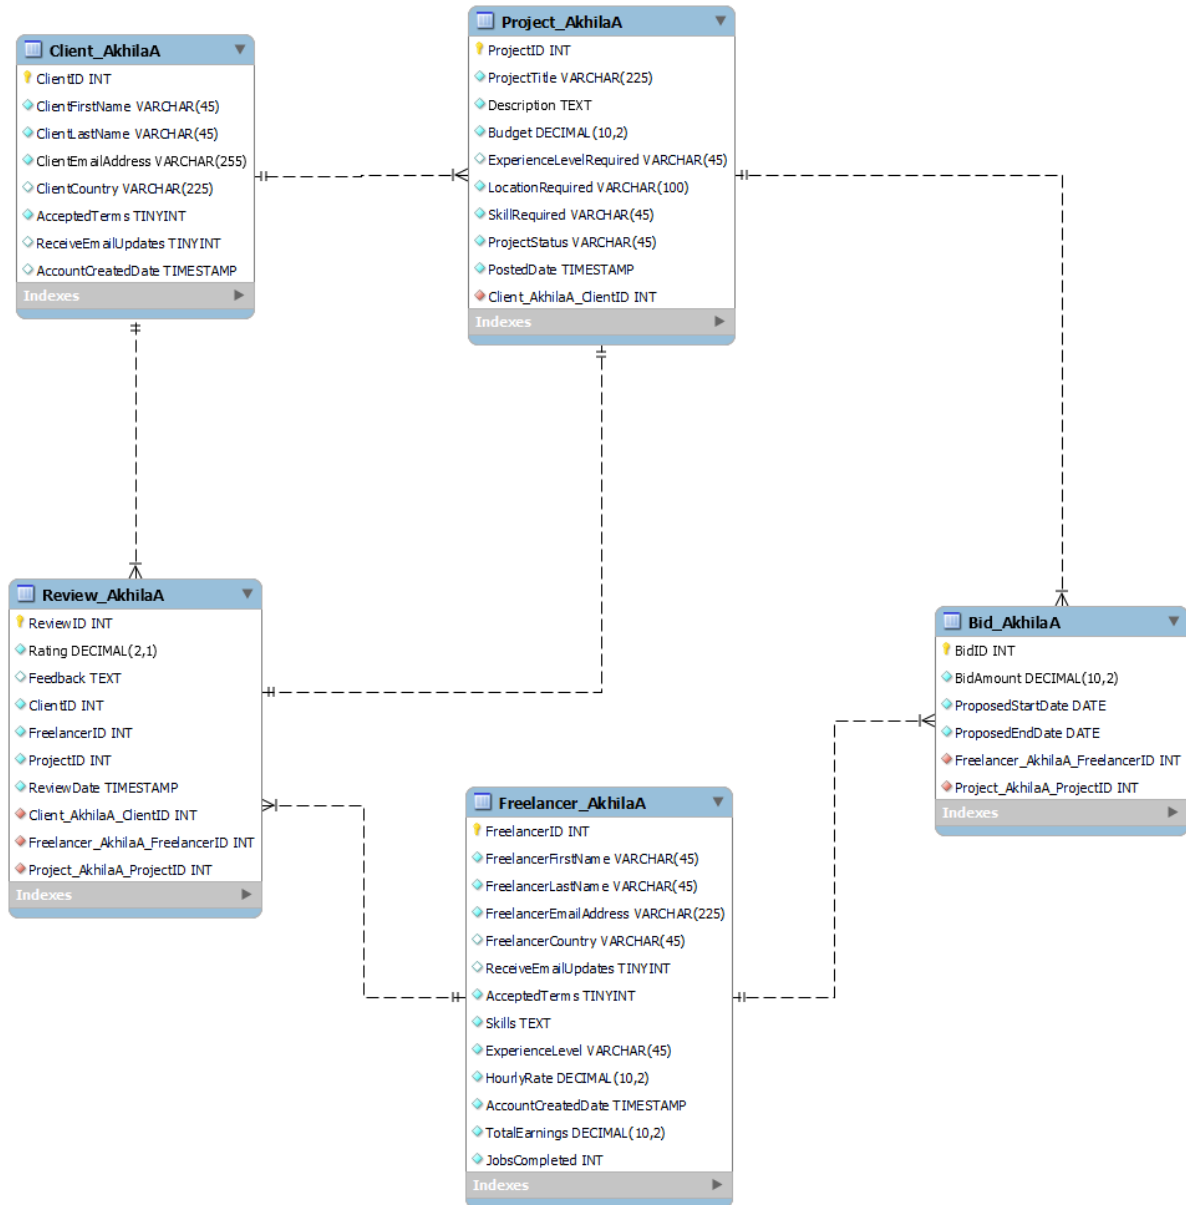 Client_AkhilaA
ClientID INT
ClientFirstName VARCHAR(45)
ClientLastName VARCHAR(45)
ClientEmailAddress VARCHAR(255)
ClientCountry VARCHAR(225)
AcceptedTerms TINYINT
ReceiveEmailUpdates TINYINT
AccountCreatedDate TIMESTAMP
Indexes
Project_AkhilaA
ProjectID INT
ProjectTitle VARCHAR(225)
Description TEXT
Budget DECIMAL(10,2)
ExperienceLevelRequired VARCHAR(45)
LocationRequired VARCHAR(100)
SkillRequired VARCHAR(45)
ProjectStatus VARCHAR(45)
PostedDate TIMESTAMP
Client_AkhilaA_ClientID INT
Indexes
Review_AkhilaA
ReviewID INT
Rating DECIMAL(2,1)
Feedback TEXT
ClientID INT
FreelancerID INT
ProjectID INT
ReviewDate TIMESTAMP
Client_AkhilaA_ClientID INT
Freelancer_AkhilaA_FreelancerID INT
Project_AkhilaA_ProjectID INT
Indexes
Bid_AkhilaA
BidID INT
BidAmount DECIMAL(10,2)
ProposedStartDate DATE
ProposedEndDate DATE
Freelancer_AkhilaA_FreelancerID INT
Project_AkhilaA_ProjectID INT
Indexes
Freelancer_AkhilaA
FreelancerID INT
FreelancerFirstName VARCHAR(45)
FreelancerLastName VARCHAR(45)
FreelancerEmailAddress VARCHAR(225)
FreelancerCountry VARCHAR(45)
ReceiveEmailUpdates TINYINT
AcceptedTerms TINYINT
Skills TEXT
ExperienceLevel VARCHAR(45)
HourlyRate DECIMAL(10,2)
AccountCreatedDate TIMESTAMP
TotalEarnings DECIMAL(10,2)
JobsCompleted INT
Indexes